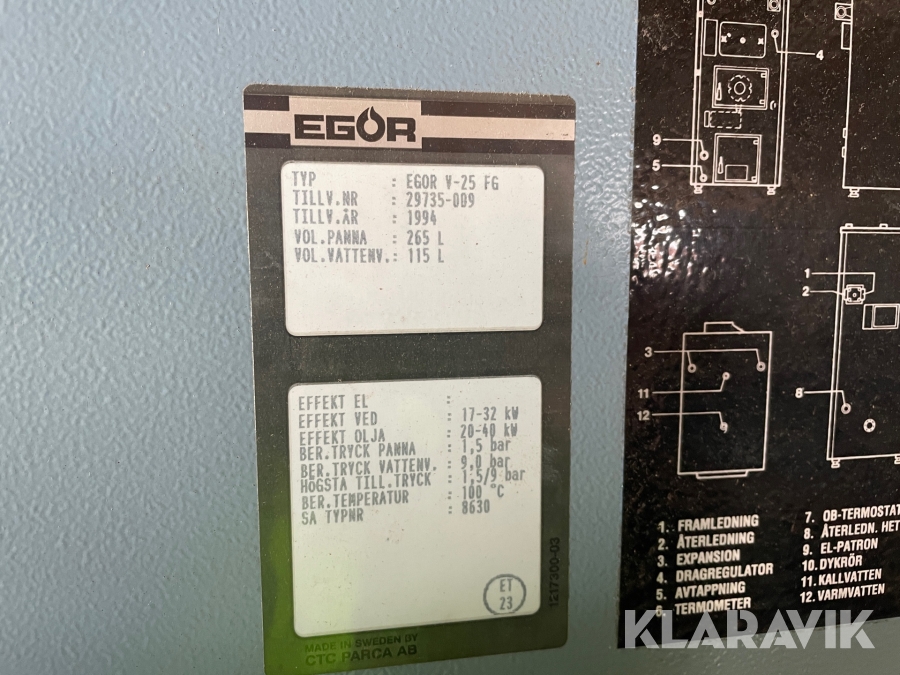 EGOR
TYP : EGOR V-25 FG
TILLV.NR : 29735-009
TILLV.ÅR : 1994
VOL.PANNA : 265 L
VOL.VATTENV.: 115 L
EFFEKT EL :
EFFEKT VED : 17-32 kW
EFFEKT OLJA : 20-40 kW
BER.TRYCK PANNA : 1,5 bar
BER.TRYCK VATTENV. : 9,0 bar
HÖGSTA TILL.TRYCK : 1,5/9 bar
BER.TEMPERATUR : 100 °C
SA TYPNR : 8630
ET
23
1217300-03
MADE IN SWEDEN BY
CTC PARCA AB
4
9
5
1
2
3
11
12
8
1. FRAMLEDNING
2. ÅTERLEDNING
3. EXPANSION
4. DRAGREGULATOR
5. AVTAPPNING
6. TERMOMETER
7. OB-TERMOSTAT
8. ÅTERLEDN. HET
9. EL-PATRON
10. DYKRÖR
11. KALLVATTEN
12. VARMVATTEN
KLARAVIK